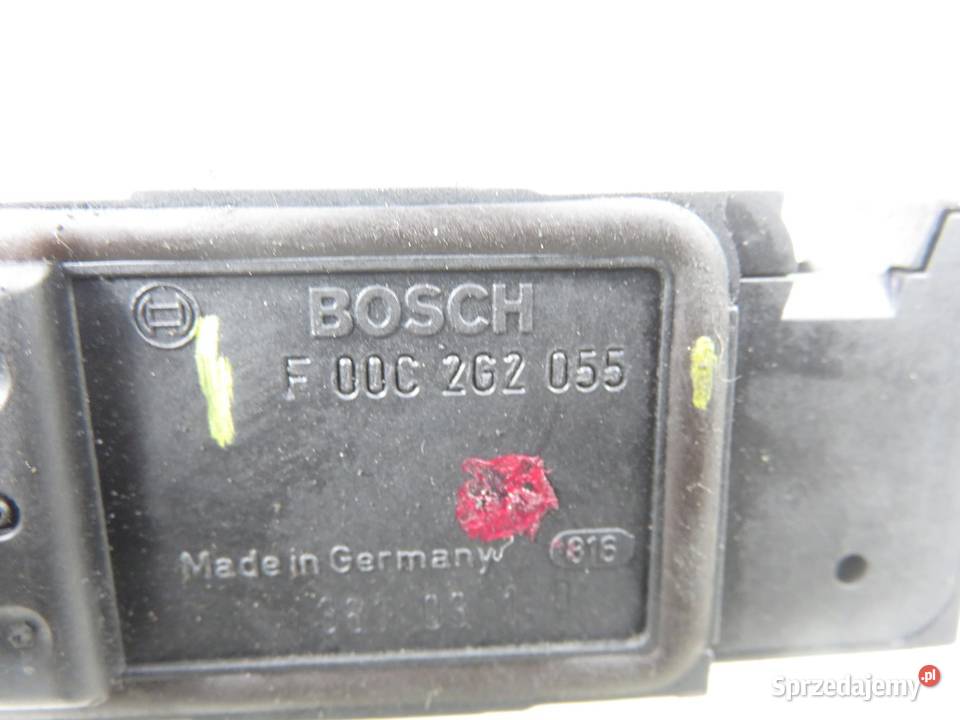 BOSCH
F 00C 2G2 055
Made in Germany 816
Sprzedajemy.pl